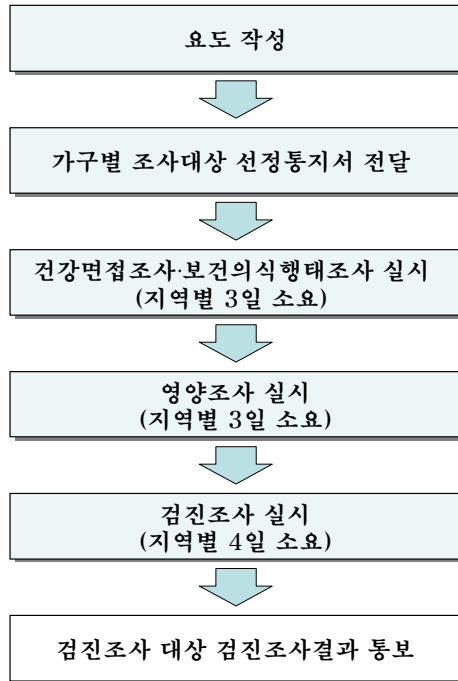 요도 작성
가구별 조사대상 선정통지서 전달
건강면접조사·보건의식행태조사 실시
(지역별 3일 소요)
영양조사 실시
(지역별 3일 소요)
검진조사 실시
(지역별 4일 소요)
검진조사 대상 검진조사결과 통보